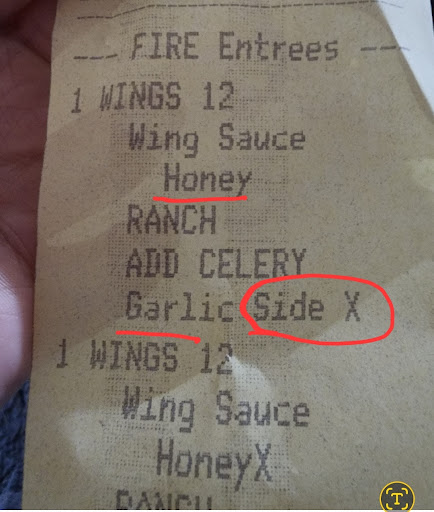 --- FIRE Entrees ---
1 WINGS 12
Wing Sauce
Honey
RANCH
ADD CELERY
Garlic Side X
1 WINGS 12
Wing Sauce
HoneyX
RANCH